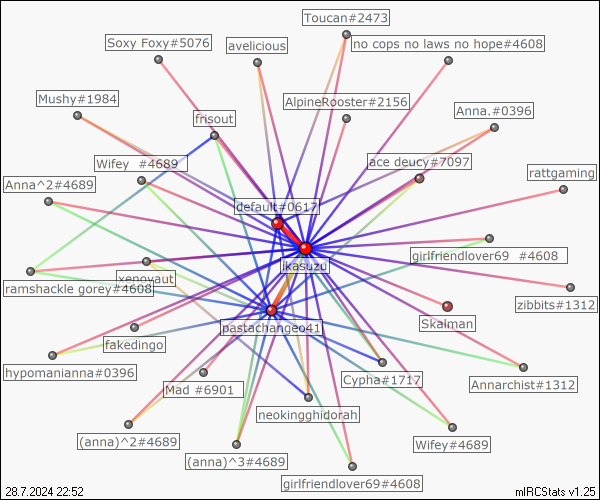 Toucan#2473
Soxy Foxy#5076
avelicious
no cops no laws no hope#4608
Mushy#1984
AlpineRooster#2156
frisout
Anna.#0396
Wifey  #4689
ace deucy#7097
Anna^2#4689
rattgaming
default#0617
girlfriendlover69  #4608
jkasuzu
xenoyaut
ramshackle gorey#4608
zibbits#1312
Skalman
pastachangeo41
fakedingo
hypomanianna#0396
Cypha#1717
Annarchist#1312
Mad #6901
neokingghidorah
(anna)^2#4689
Wifey#4689
(anna)^3#4689
girlfriendlover69#4608
28.7.2024 22:52
mIRCStats v1.25